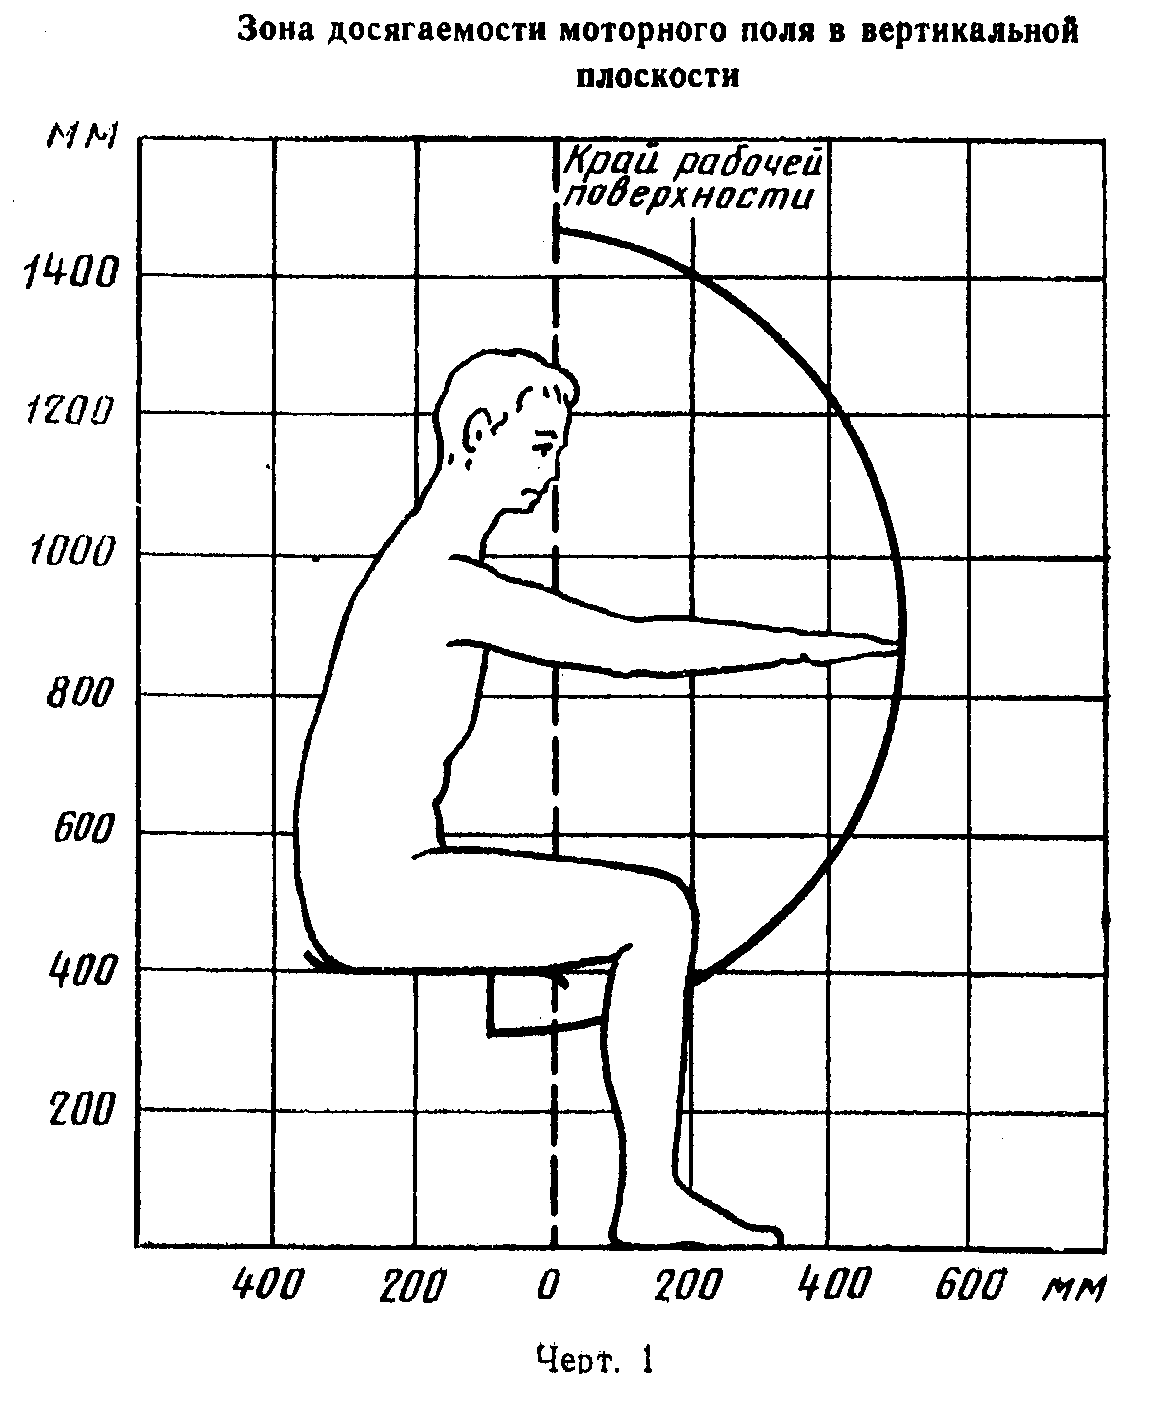 Зона досягаемости моторного поля в вертикальной
плоскости
мм
Край рабочей
поверхности
1400
1200
1000
800
600
400
200
400 200 0 200 400 600 мм
Черт. 1